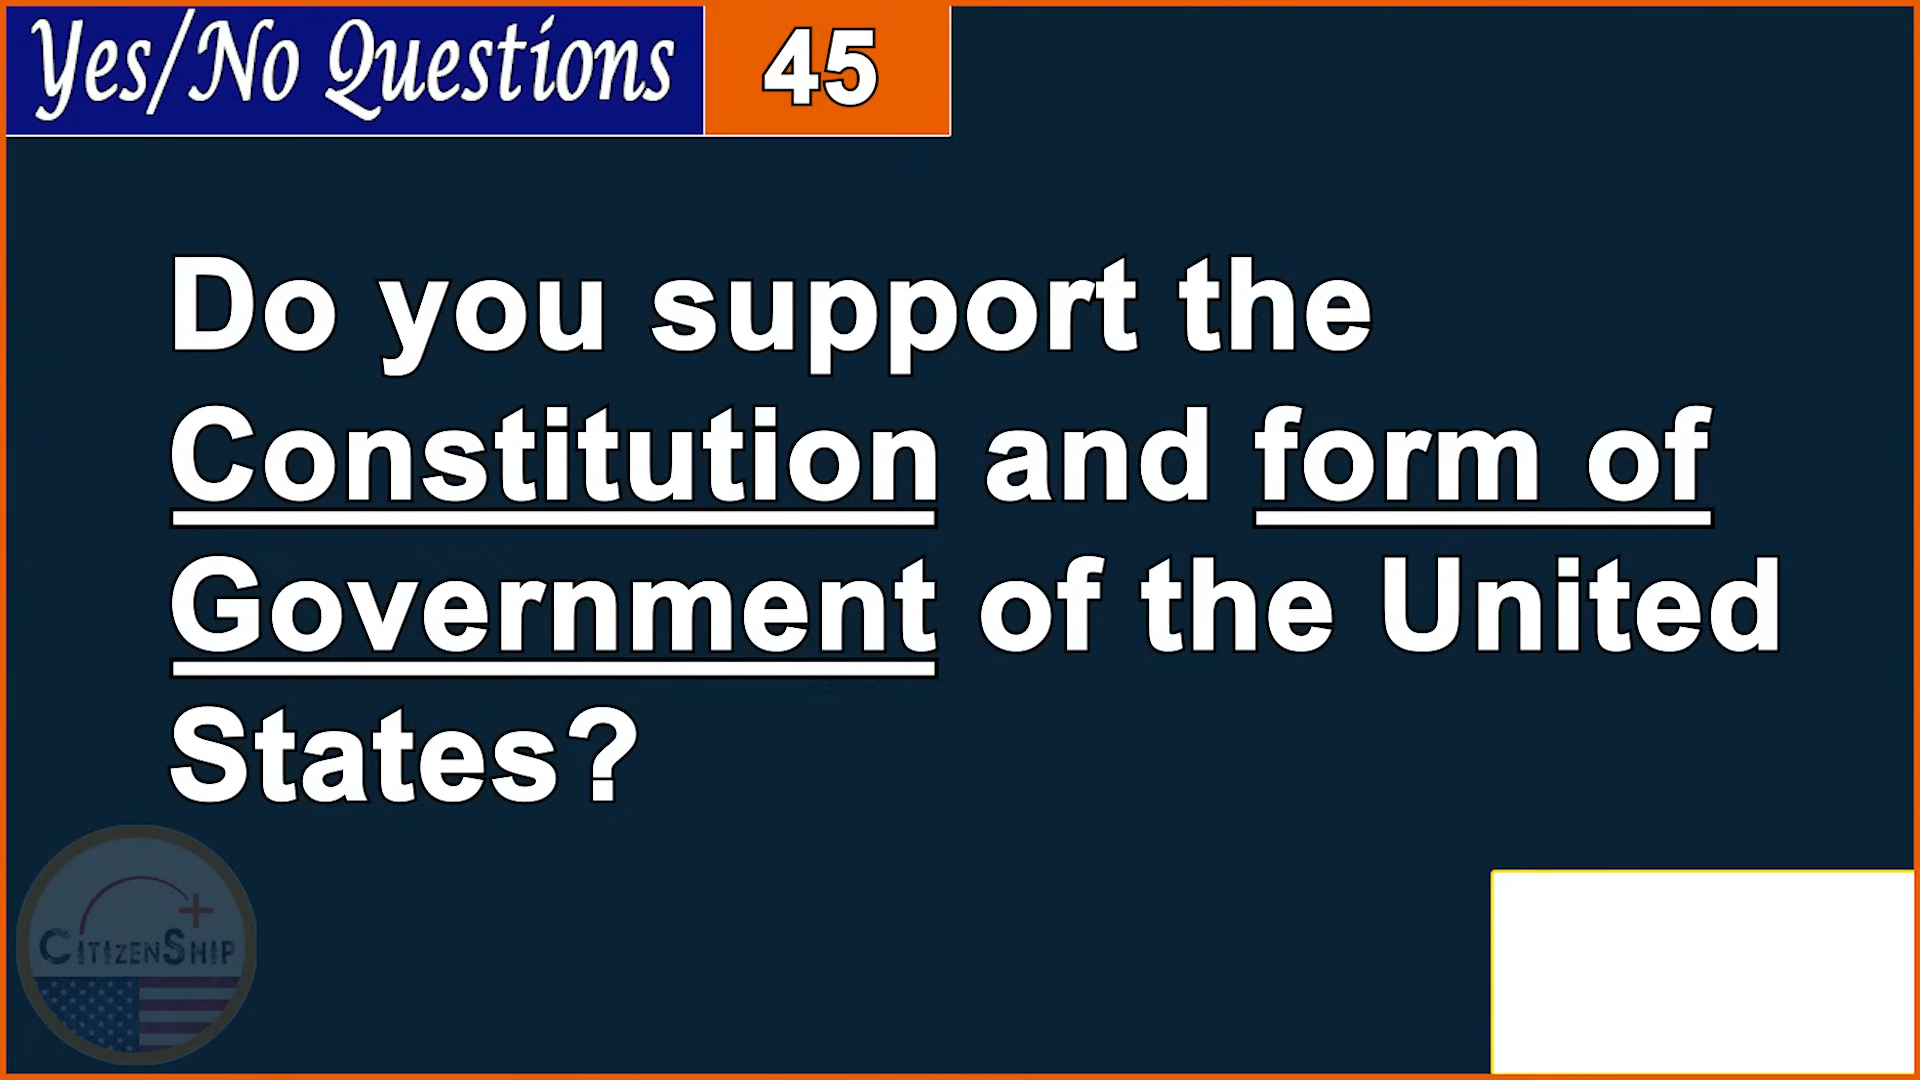 Yes/No Questions
45
Do you support the
Constitution and form of
Government of the United
States?
CITIZENSHIP